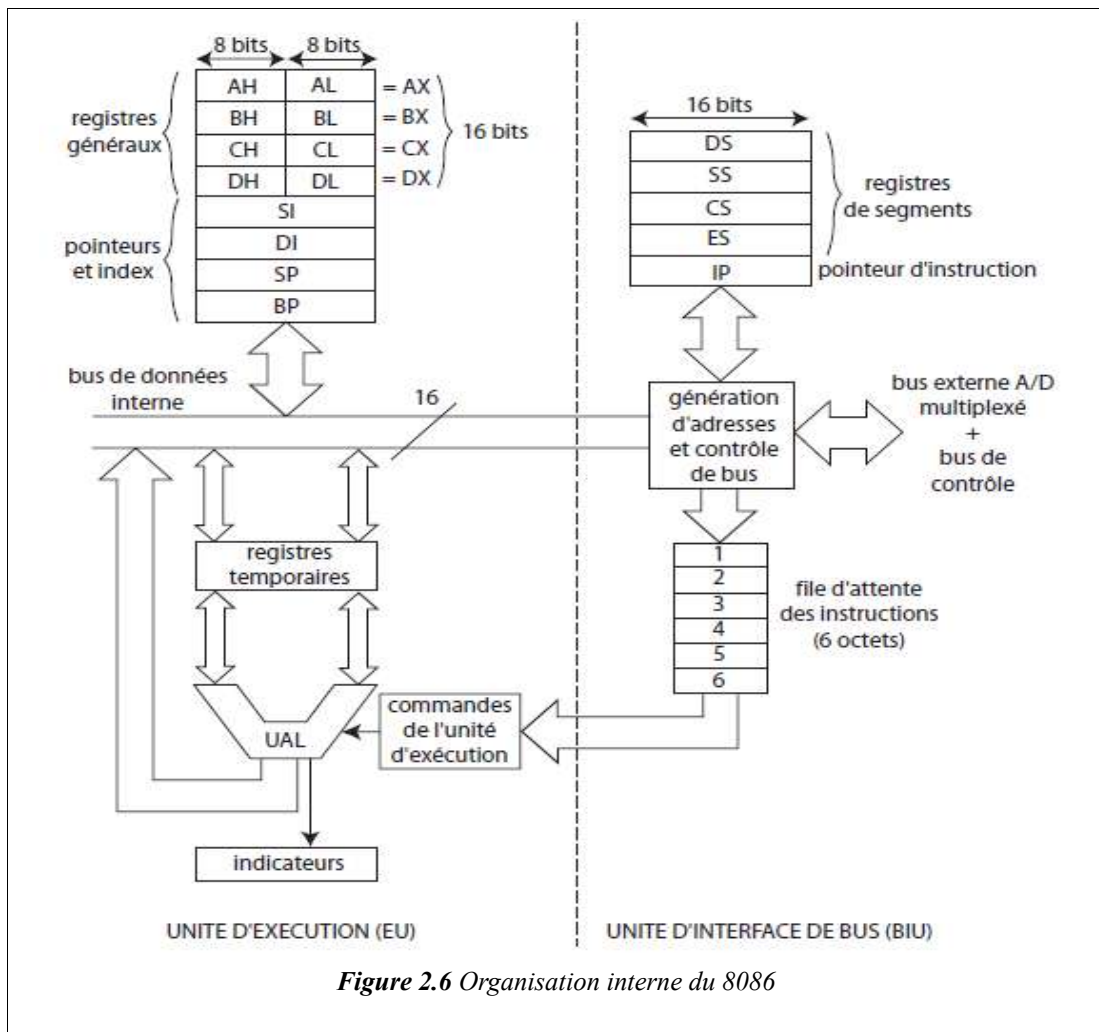 8 bits 8 bits
AH AL = AX
BH BL = BX
CH CL = CX
DH DL = DX
16 bits
registres
généraux
SI
DI
SP
BP
pointeurs
et index
16 bits
DS
SS
CS
ES
IP
registres
de segments
pointeur d'instruction
bus de données
interne
16
génération
d'adresses
et contrôle
de bus
bus externe A/D
multiplexé
+
bus de
contrôle
registres
temporaires
1
2
3
4
5
6
file d'attente
des instructions
(6 octets)
UAL
commandes
de l'unité
d'exécution
indicateurs
UNITE D'EXECUTION (EU)
UNITE D'INTERFACE DE BUS (BIU)
Figure 2.6 Organisation interne du 8086